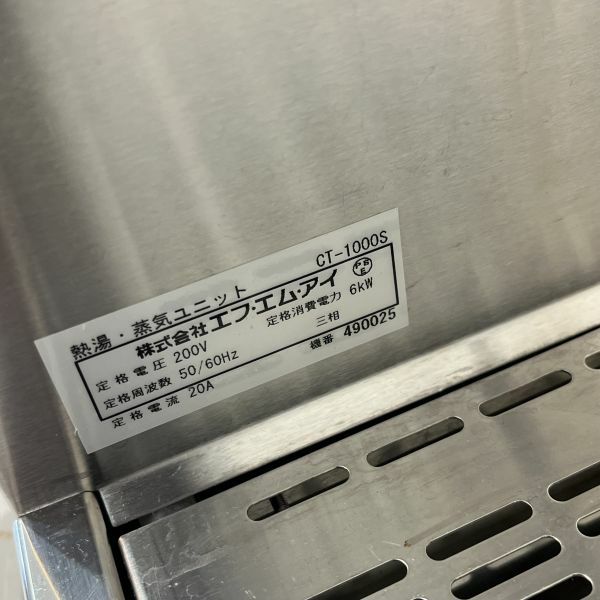 熱湯・蒸気ユニット CT-1000S
株式会社 エフ・エム・アイ PSE
定格電圧 200V 定格消費電力 6kW
定格周波数 50/60Hz 三相
定格電流 20A 機番 490025